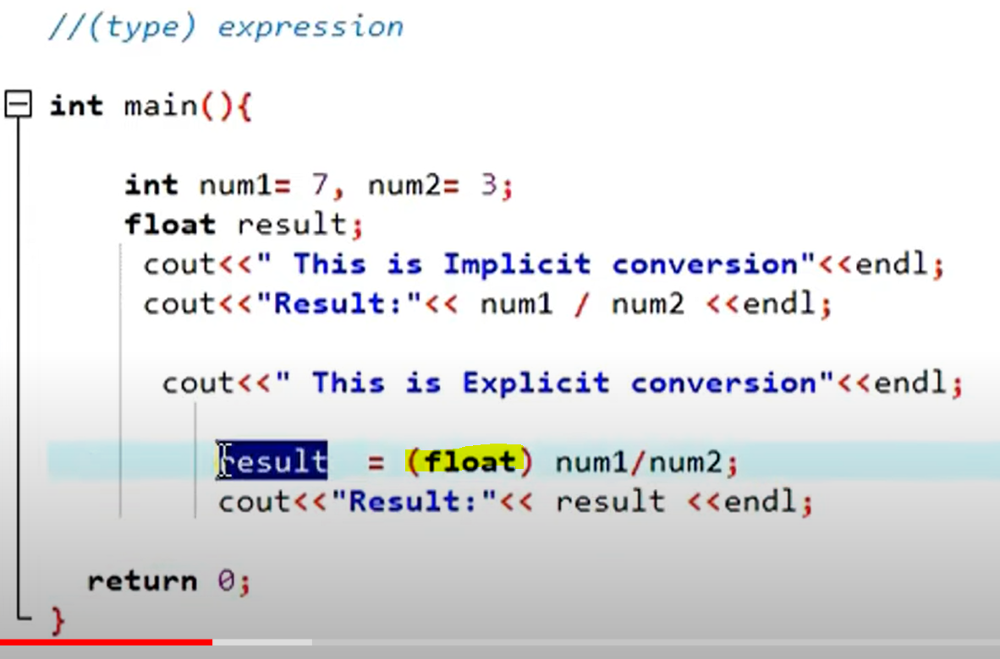 //(type) expression
int main(){
int num1= 7, num2= 3;
float result;
cout<<" This is Implicit conversion"<<endl;
cout<<"Result:"<< num1 / num2 <<endl;
cout<<" This is Explicit conversion"<<endl;
result  = (float) num1/num2;
cout<<"Result:"<< result <<endl;
return 0;
}